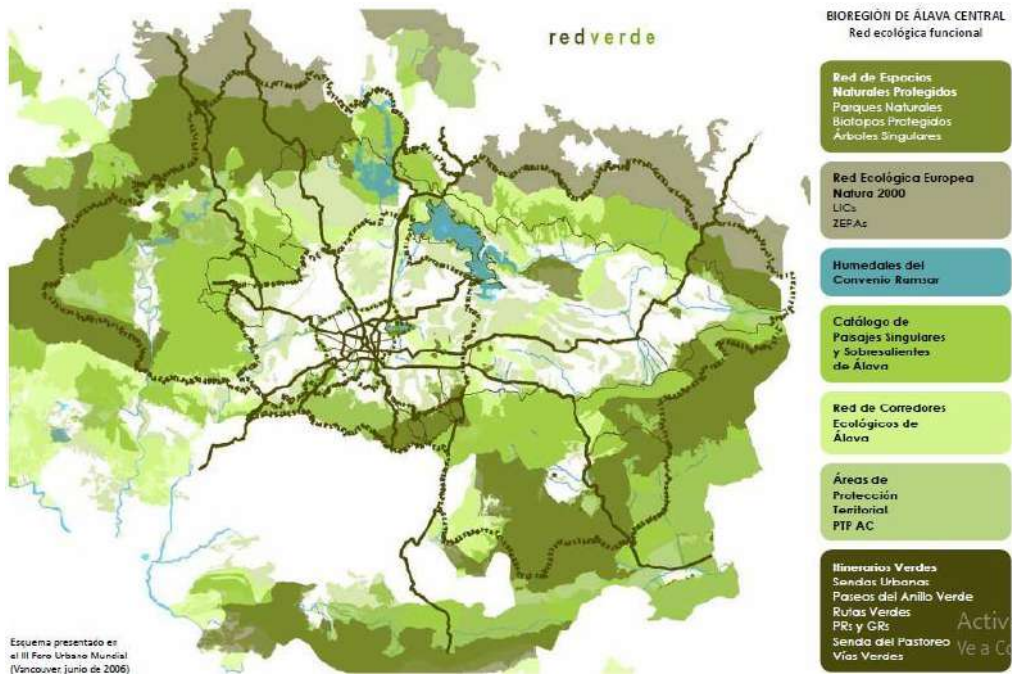 redverde
BIOREGIÓN DE ÁLAVA CENTRAL
Red ecológica funcional
Red de Espacios
Naturales Protegidos
Parques Naturales
Biotopos Protegidos
Árboles Singulares
Red Ecológica Europea
Natura 2000
LICs
ZEPAs
Humedales del
Convenio Ramsar
Catálogo de
Paisajes Singulares
y Sobresalientes
de Álava
Red de Corredores
Ecológicos de
Álava
Áreas de
Protección
Territorial
PTP AC
Itinerarios Verdes
Sendas Urbanas
Paseos del Anillo Verde
Rutas Verdes
PRs y GRs
Senda del Pastoreo
Vías Verdes
Activ
Ve a Co
Esquema presentado en
el III Foro Urbano Mundial
(Vancouver, junio de 2006)